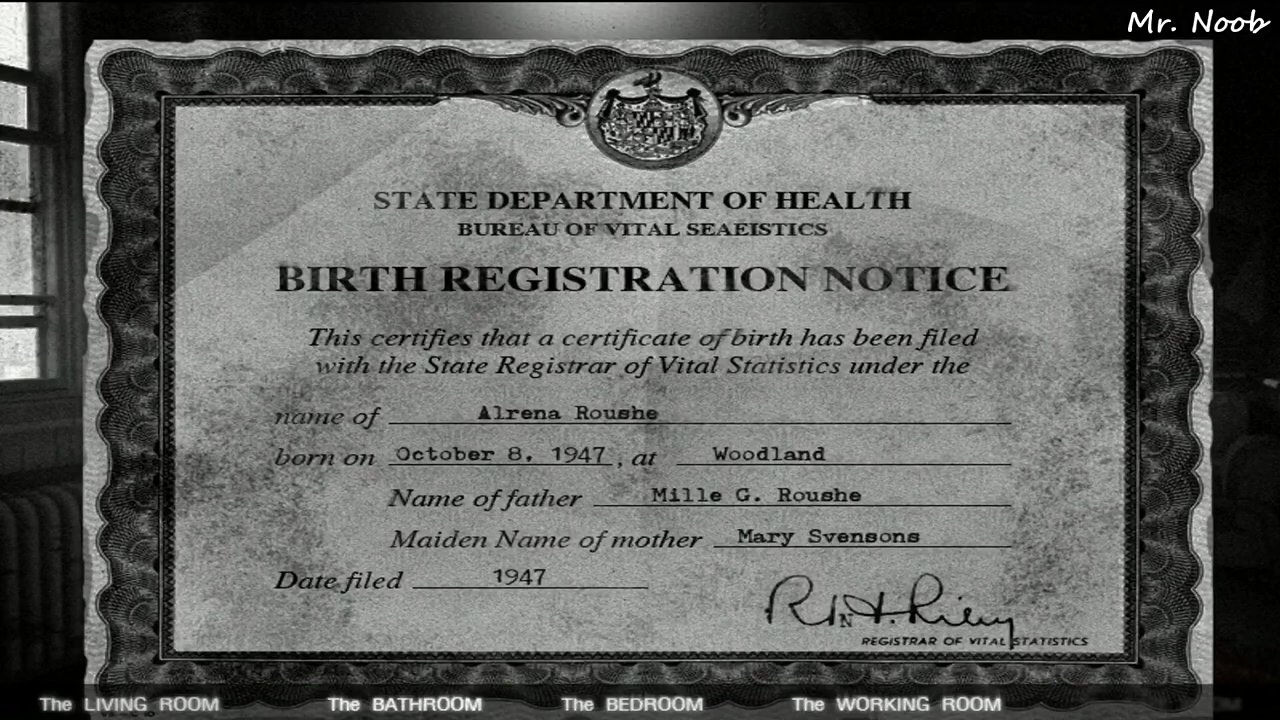 Mr. Noob
STATE DEPARTMENT OF HEALTH
BUREAU OF VITAL SEAEISTICS
BIRTH REGISTRATION NOTICE
This certifies that a certificate of birth has been filed
with the State Registrar of Vital Statistics under the
name of Alrena Roushe
born on October 8, 1947, at Woodland
Name of father Mille G. Roushe
Maiden Name of mother Mary Svensons
Date filed 1947
REGISTRAR OF VITAL STATISTICS
The LIVING ROOM The BATHROOM The BEDROOM The WORKING ROOM